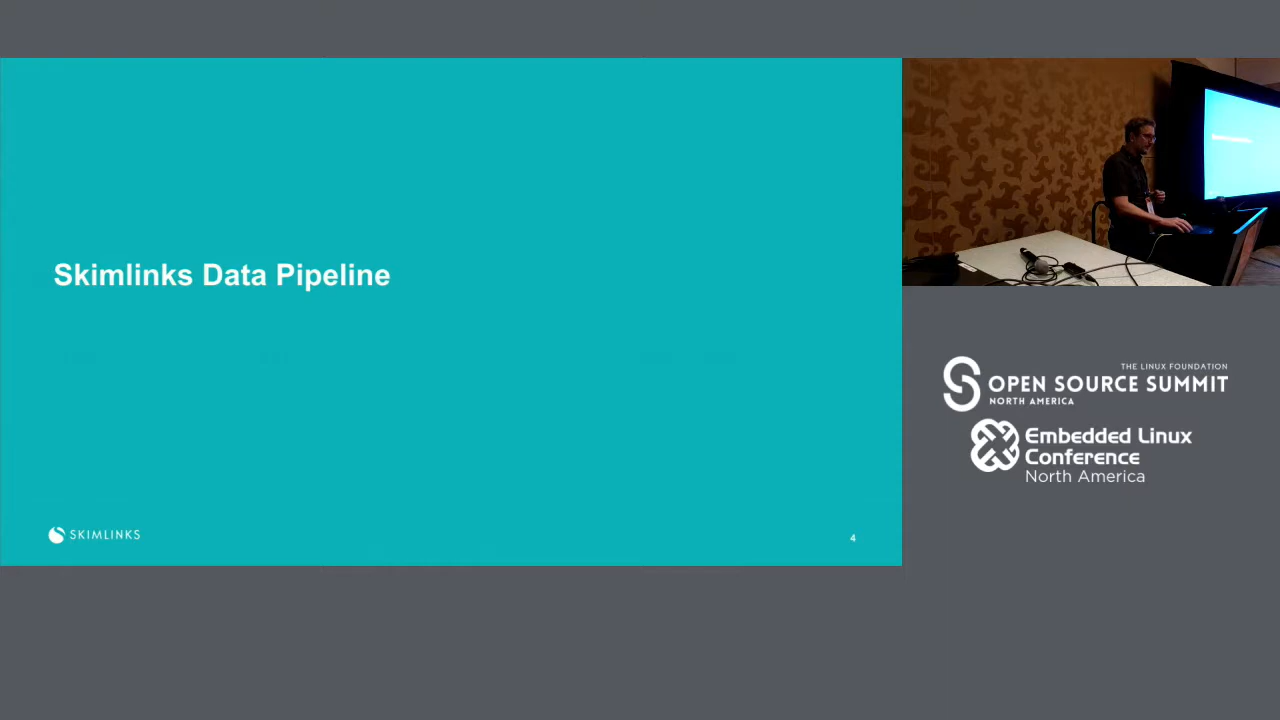 Skimlinks Data Pipeline
SKIMLINKS
4
THE LINUX FOUNDATION
OPEN SOURCE SUMMIT
NORTH AMERICA
Embedded Linux
Conference
North America